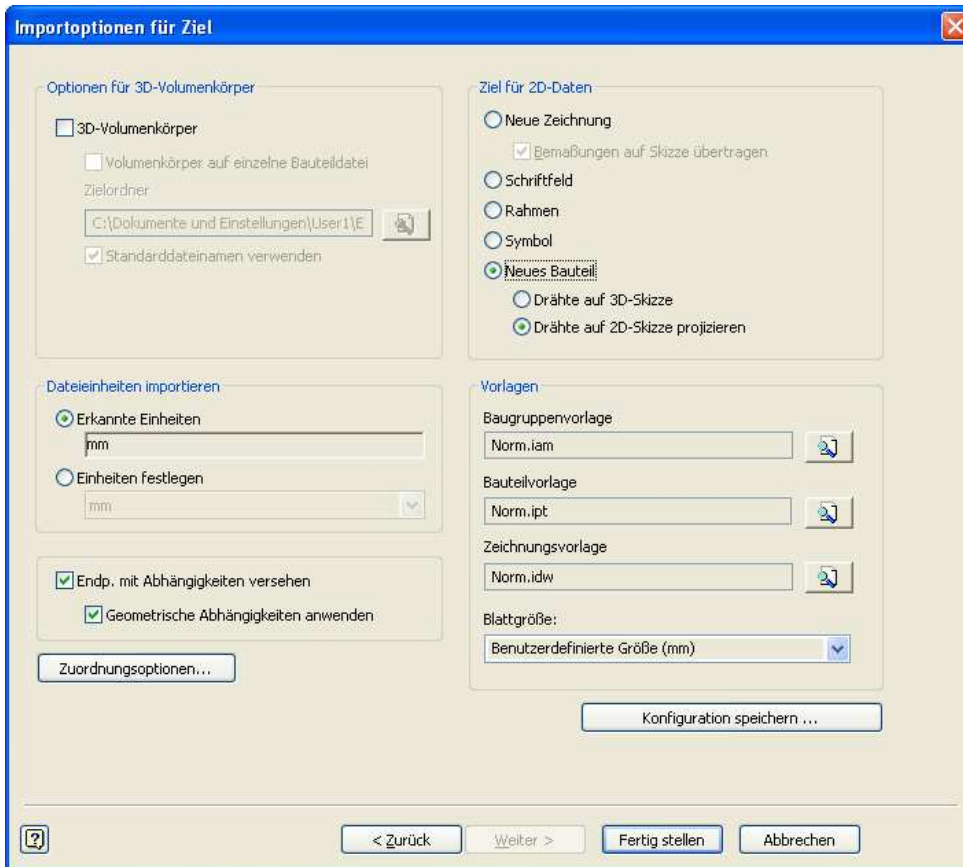 Importoptionen für Ziel
Optionen für 3D-Volumenkörper
3D-Volumenkörper
Volumenkörper auf einzelne Bauteildatei
Zielordner
C:\Dokumente und Einstellungen\User1\E
Standarddateinamen verwenden
Ziel für 2D-Daten
Neue Zeichnung
Bemaßungen auf Skizze übertragen
Schriftfeld
Rahmen
Symbol
Neues Bauteil
Drähte auf 3D-Skizze
Drähte auf 2D-Skizze projizieren
Dateieinheiten importieren
Erkannte Einheiten
mm
Einheiten festlegen
mm
Endp. mit Abhängigkeiten versehen
Geometrische Abhängigkeiten anwenden
Zuordnungsoptionen...
Vorlagen
Baugruppenvorlage
Norm.iam
Bauteilvorlage
Norm.ipt
Zeichnungsvorlage
Norm.idw
Blattgröße:
Benutzerdefinierte Größe (mm)
Konfiguration speichern ...
?
< Zurück
Weiter >
Fertig stellen
Abbrechen